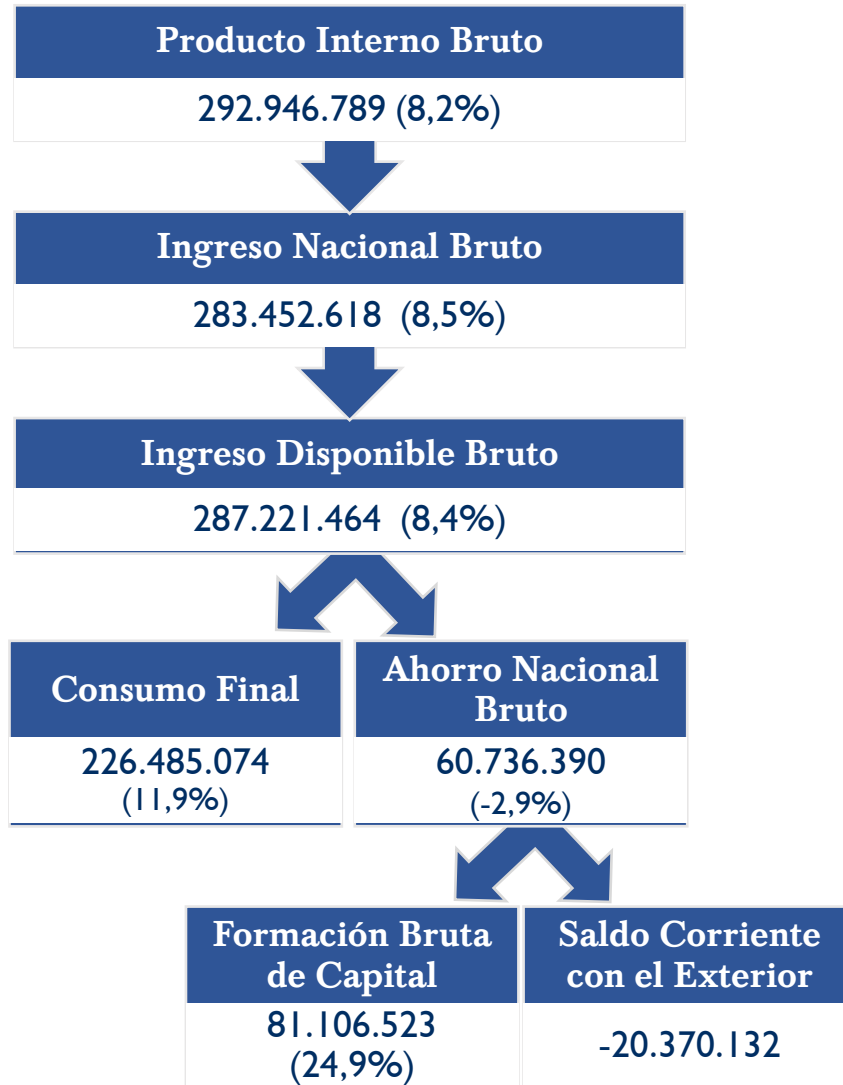 Producto Interno Bruto
292.946.789 (8,2%)
Ingreso Nacional Bruto
283.452.618 (8,5%)
Ingreso Disponible Bruto
287.221.464 (8,4%)
Consumo Final
226.485.074
(11,9%)
Ahorro Nacional
Bruto
60.736.390
(-2,9%)
Formación Bruta
de Capital
81.106.523
(24,9%)
Saldo Corriente
con el Exterior
-20.370.132